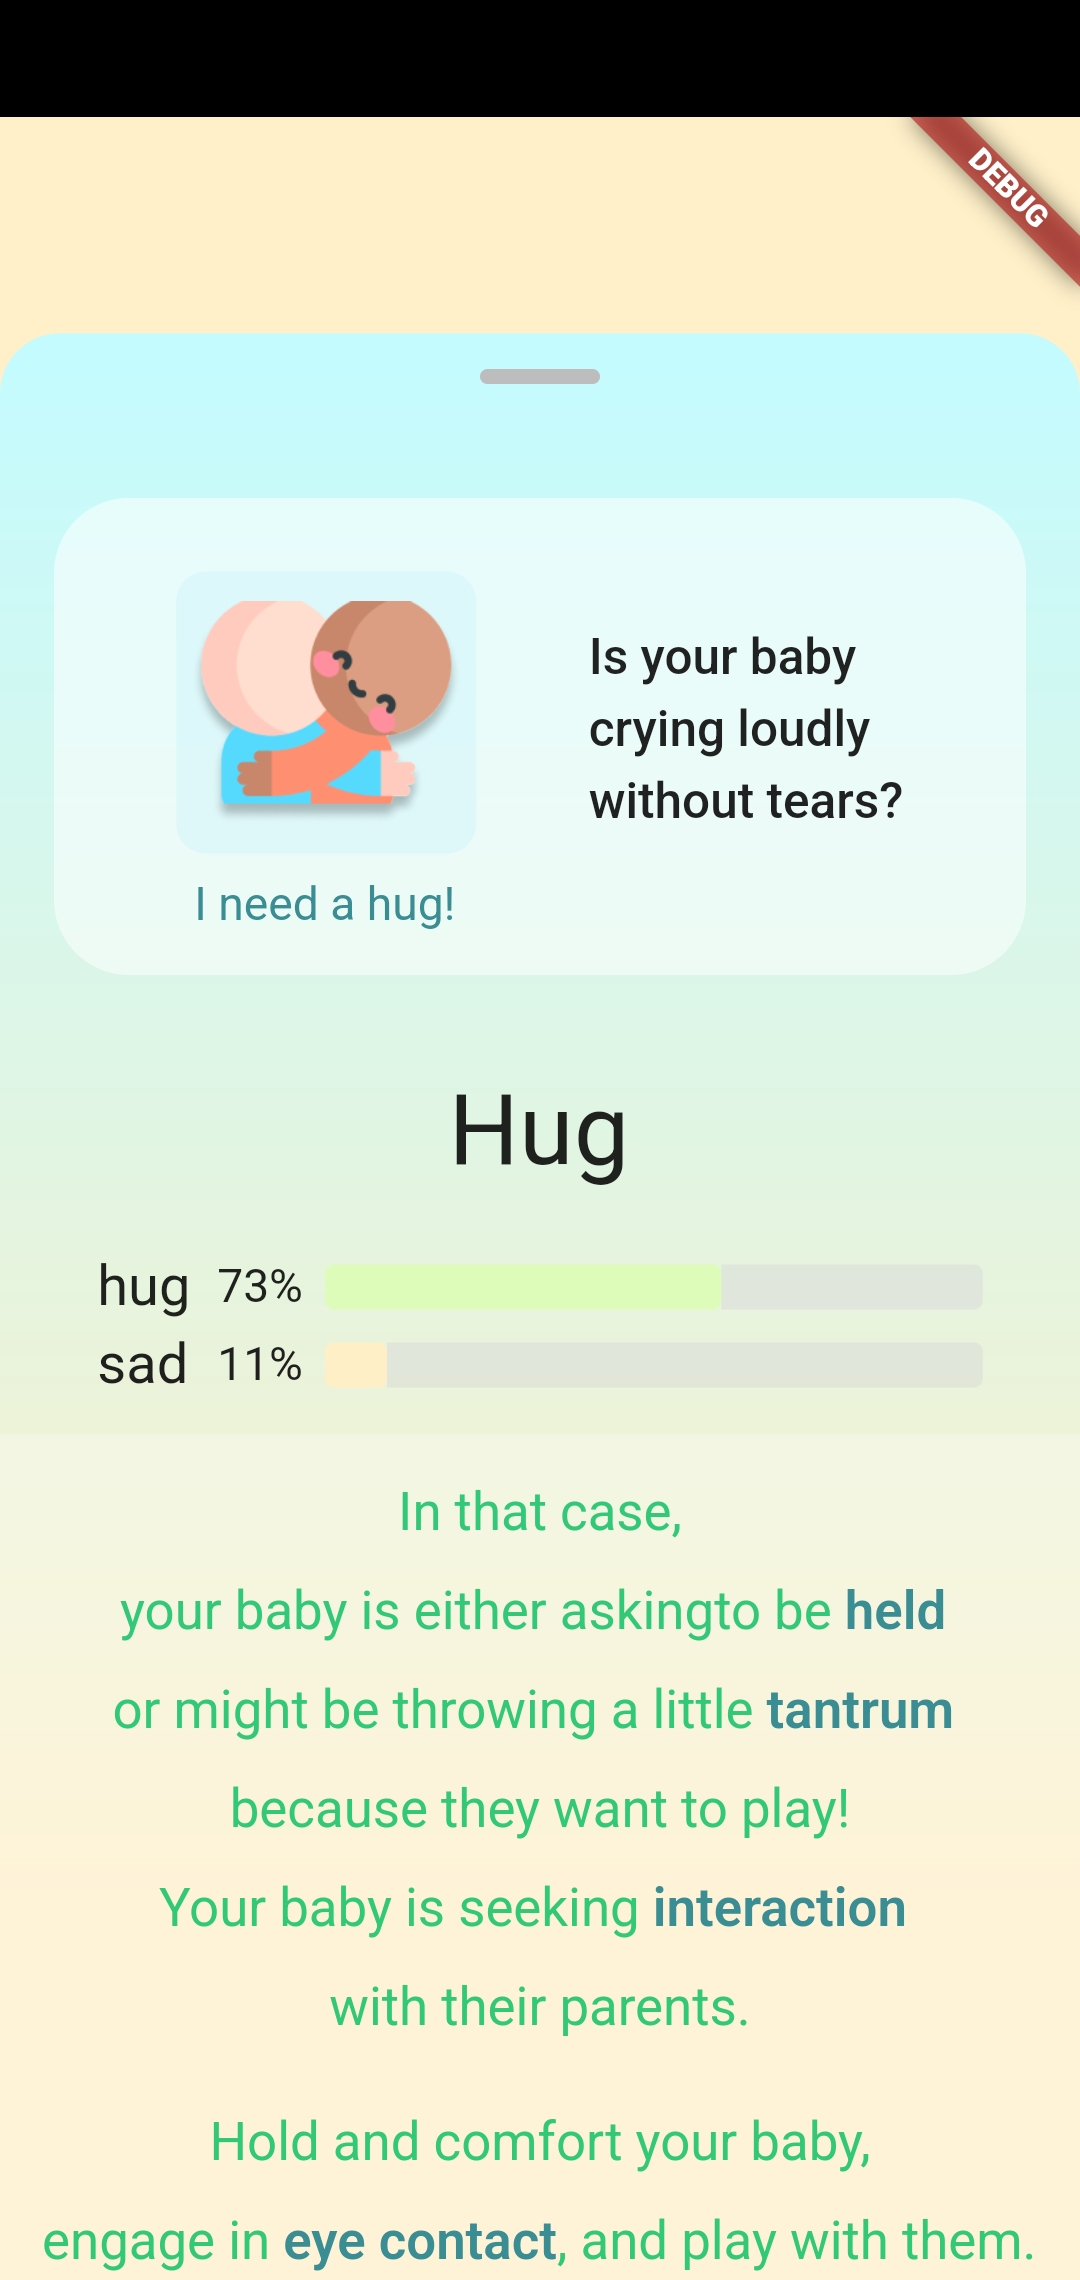 DEBUG
Is your baby
crying loudly
without tears?
I need a hug!
Hug
hug 73%
sad 11%
In that case,
your baby is either askingto be held
or might be throwing a little tantrum
because they want to play!
Your baby is seeking interaction
with their parents.
Hold and comfort your baby,
engage in eye contact, and play with them.